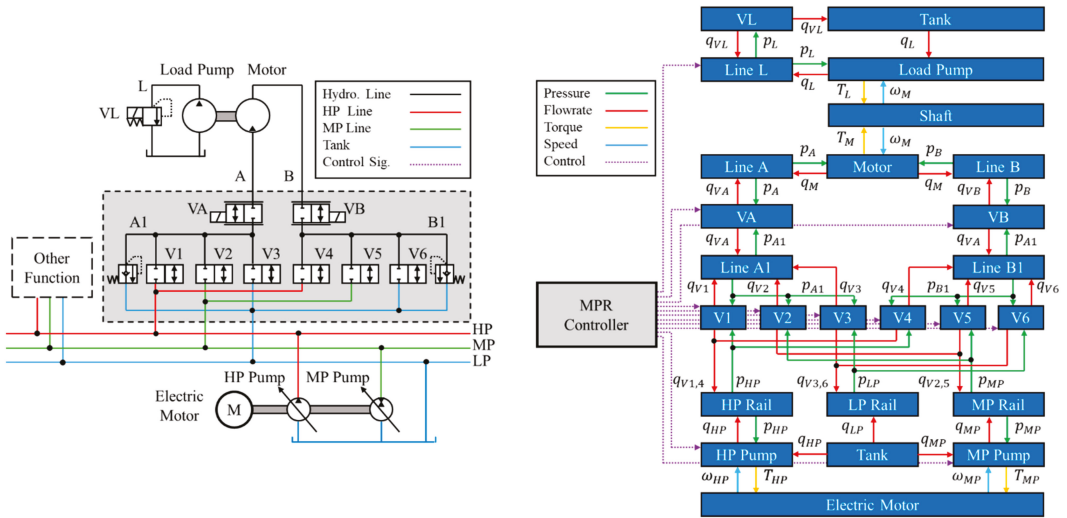 Load Pump
Motor
L
VL
A
B
VA
VB
A1
B1
V1
V2
V3
V4
V5
V6
Other
Function
HP
MP
LP
HP Pump
MP Pump
Electric
Motor
M
Hydro. Line
HP Line
MP Line
Tank
Control Sig.
Pressure
Flowrate
Torque
Speed
Control
MPR
Controller
VL
q_VL
Tank
q_VL
p_L
q_L
Line L
p_L
q_L
Load Pump
T_L
ω_M
Shaft
T_M
ω_M
Line A
p_A
q_M
Motor
p_B
q_M
Line B
q_VA
p_A
q_VB
p_B
VA
VB
q_VA
p_A1
q_VA
p_A1
Line A1
Line B1
q_V1
q_V2
p_A1
q_V3
q_V4
p_B1
q_V5
q_V6
V1
V2
V3
V4
V5
V6
q_V1,4
p_HP
q_V3,6
p_LP
q_V2,5
p_MP
HP Rail
LP Rail
MP Rail
q_HP
p_HP
q_HP
q_LP
q_MP
q_MP
p_MP
HP Pump
Tank
MP Pump
ω_HP
T_HP
ω_MP
T_MP
Electric Motor